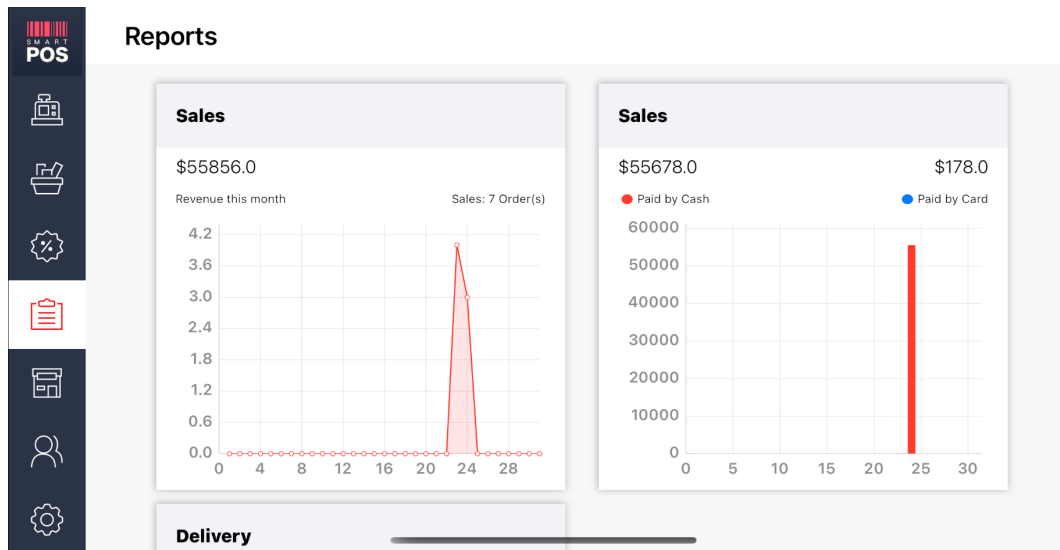 SMART
POS
Reports
Sales
$55856.0
Revenue this month
Sales: 7 Order(s)
4.2
3.6
3.0
2.4
1.8
1.2
0.6
0.0
0 4 8 12 16 20 24 28
Sales
$55678.0
$178.0
Paid by Cash
Paid by Card
60000
50000
40000
30000
20000
10000
0
0 5 10 15 20 25 30
Delivery